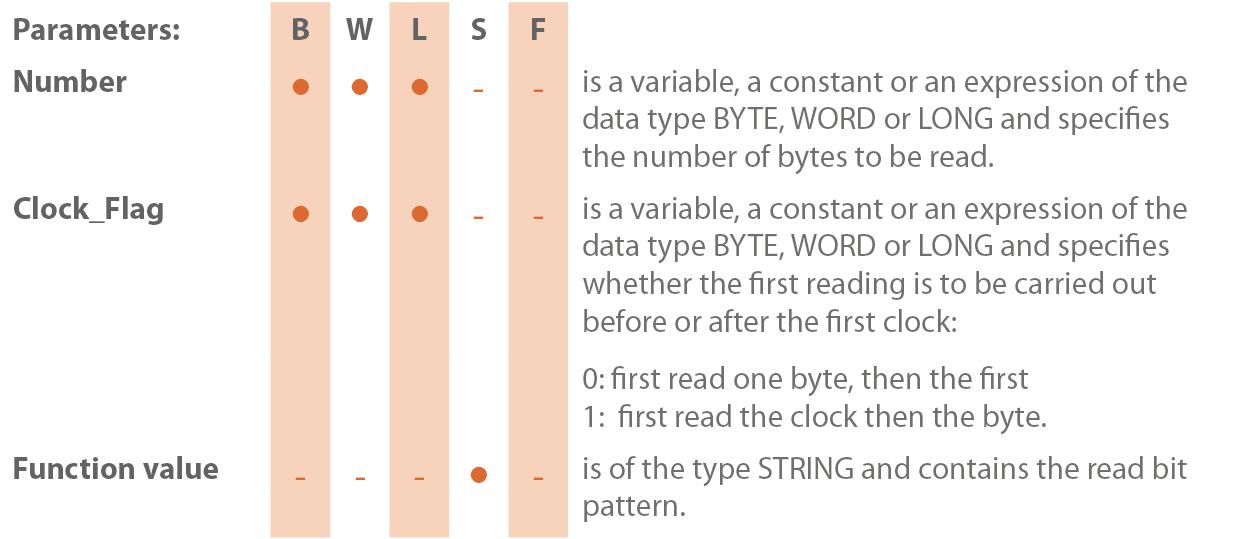 Parameters: B W L S F
Number ● ● ● - - is a variable, a constant or an expression of the
data type BYTE, WORD or LONG and specifies
the number of bytes to be read.
Clock_Flag ● ● ● - - is a variable, a constant or an expression of the
data type BYTE, WORD or LONG and specifies
whether the first reading is to be carried out
before or after the first clock:
0: first read one byte, then the first
1: first read the clock then the byte.
Function value - - - ● - is of the type STRING and contains the read bit
pattern.